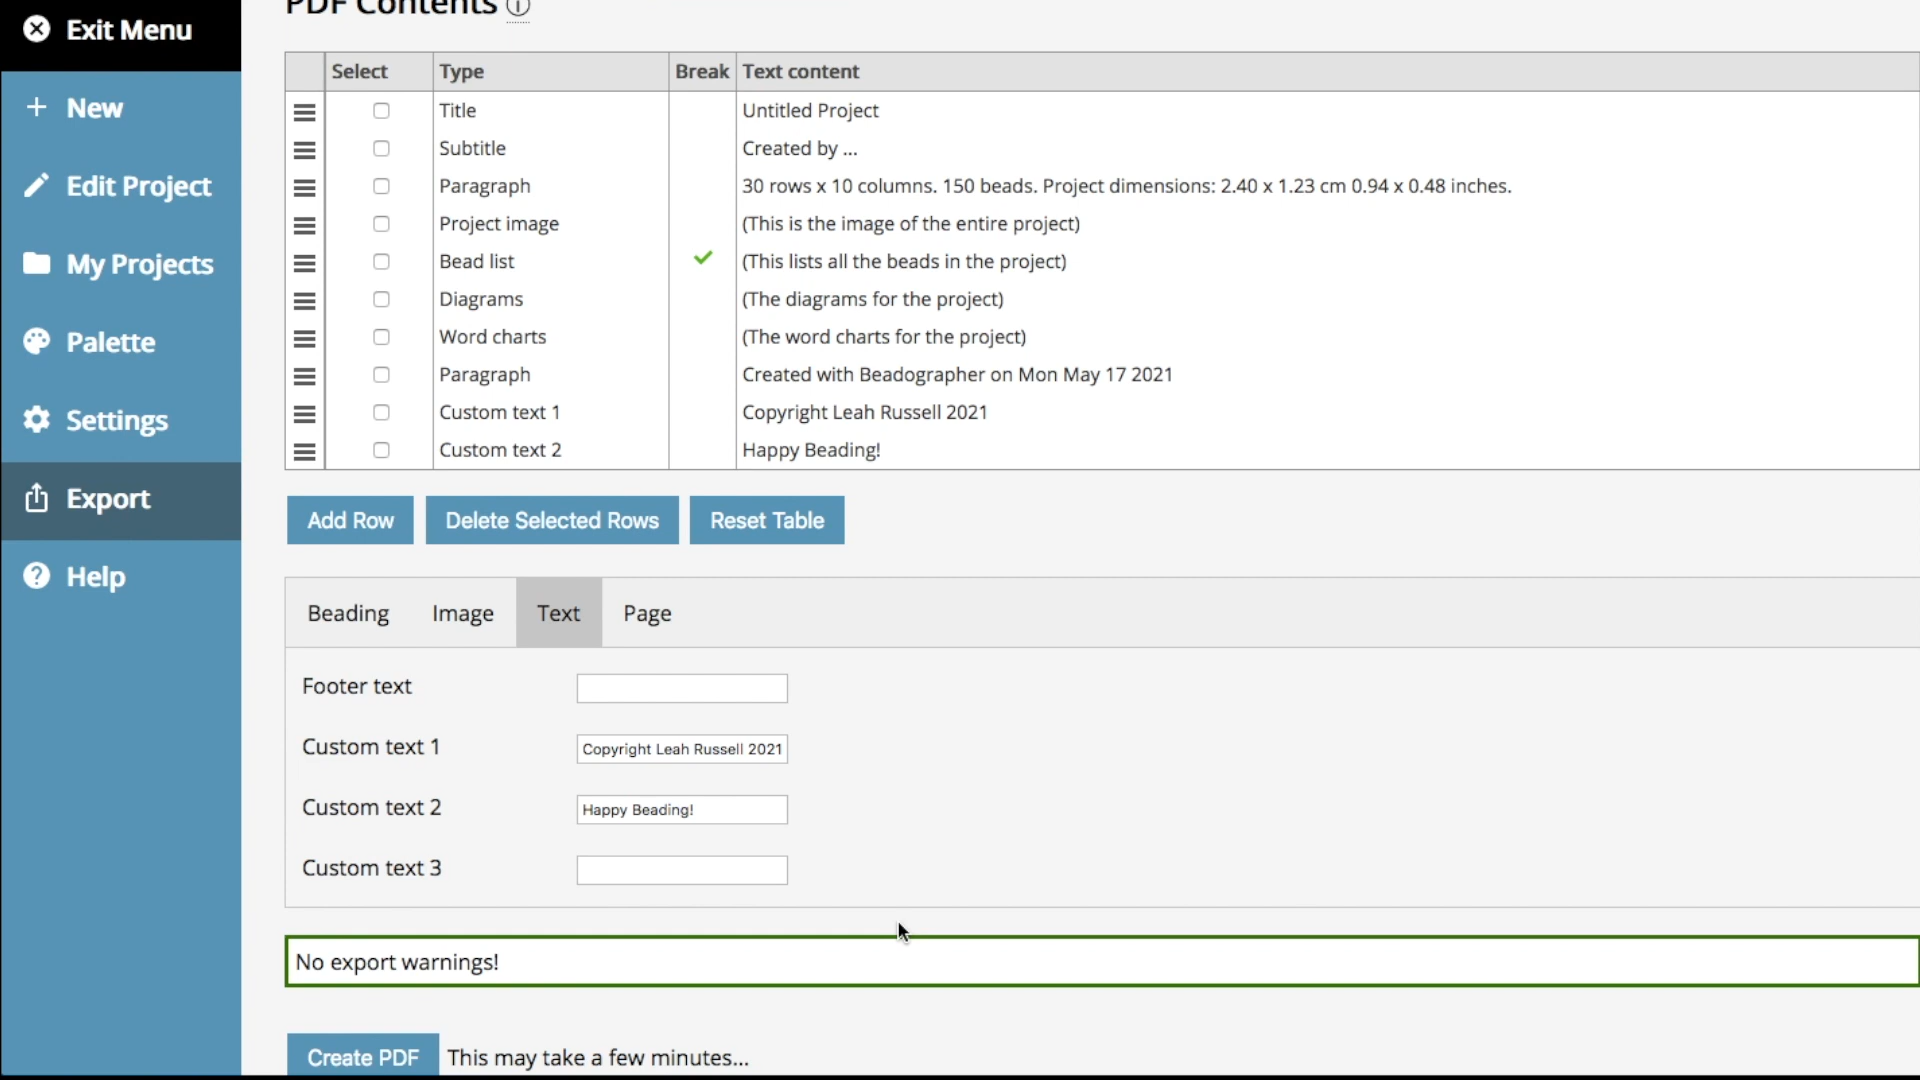 PDF Contents
Exit Menu
New
Edit Project
My Projects
Palette
Settings
Export
Help
Select Type Break Text content
Title Untitled Project
Subtitle Created by ...
Paragraph 30 rows x 10 columns. 150 beads. Project dimensions: 2.40 x 1.23 cm 0.94 x 0.48 inches.
Project image (This is the image of the entire project)
Bead list (This lists all the beads in the project)
Diagrams (The diagrams for the project)
Word charts (The word charts for the project)
Paragraph Created with Beadographer on Mon May 17 2021
Custom text 1 Copyright Leah Russell 2021
Custom text 2 Happy Beading!
Add Row Delete Selected Rows Reset Table
Beading Image Text Page
Footer text
Custom text 1 Copyright Leah Russell 2021
Custom text 2 Happy Beading!
Custom text 3
No export warnings!
Create PDF This may take a few minutes...